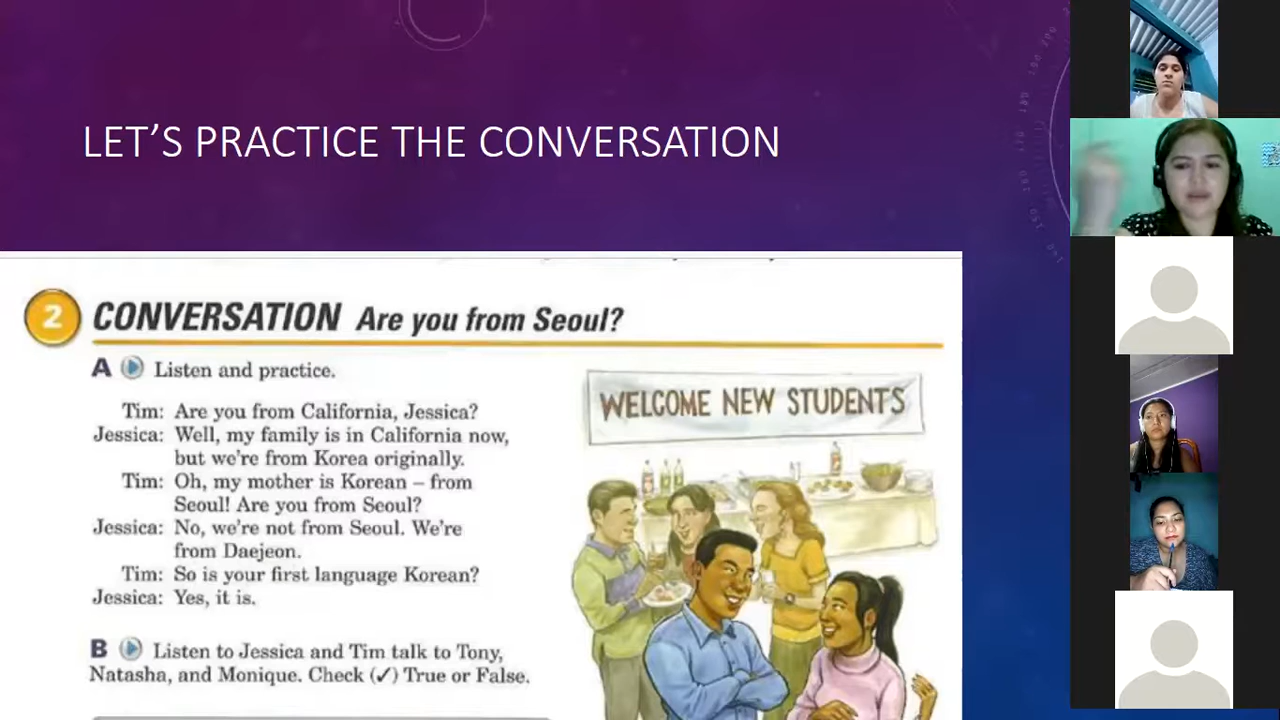 LET'S PRACTICE THE CONVERSATION
2 CONVERSATION Are you from Seoul?
A Listen and practice.
Tim: Are you from California, Jessica?
Jessica: Well, my family is in California now,
but we're from Korea originally.
Tim: Oh, my mother is Korean – from
Seoul! Are you from Seoul?
Jessica: No, we're not from Seoul. We're
from Daejeon.
Tim: So is your first language Korean?
Jessica: Yes, it is.
B Listen to Jessica and Tim talk to Tony,
Natasha, and Monique. Check (✓) True or False.
WELCOME NEW STUDENTS